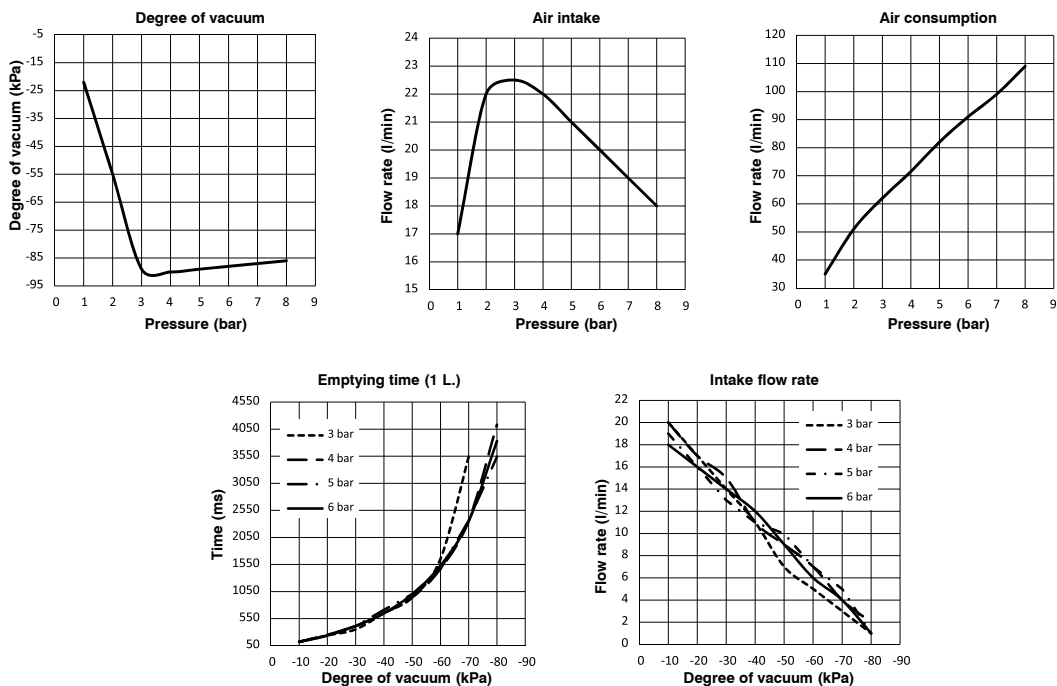 Degree of vacuum
-5
-15
-25
-35
-45
-55
-65
-75
-85
-95
Degree of vacuum (kPa)
0 1 2 3 4 5 6 7 8 9
Pressure (bar)
Air intake
24
23
22
21
20
19
18
17
16
15
Flow rate (l/min)
0 1 2 3 4 5 6 7 8 9
Pressure (bar)
Air consumption
120
110
100
90
80
70
60
50
40
30
Flow rate (l/min)
0 1 2 3 4 5 6 7 8 9
Pressure (bar)
Emptying time (1 L.)
4550
4050
3550
3050
2550
2050
1550
1050
550
50
Time (ms)
3 bar
4 bar
5 bar
6 bar
0 -10 -20 -30 -40 -50 -60 -70 -80 -90
Degree of vacuum (kPa)
Intake flow rate
22
20
18
16
14
12
10
8
6
4
2
0
Flow rate (l/min)
3 bar
4 bar
5 bar
6 bar
0 -10 -20 -30 -40 -50 -60 -70 -80 -90
Degree of vacuum (kPa)